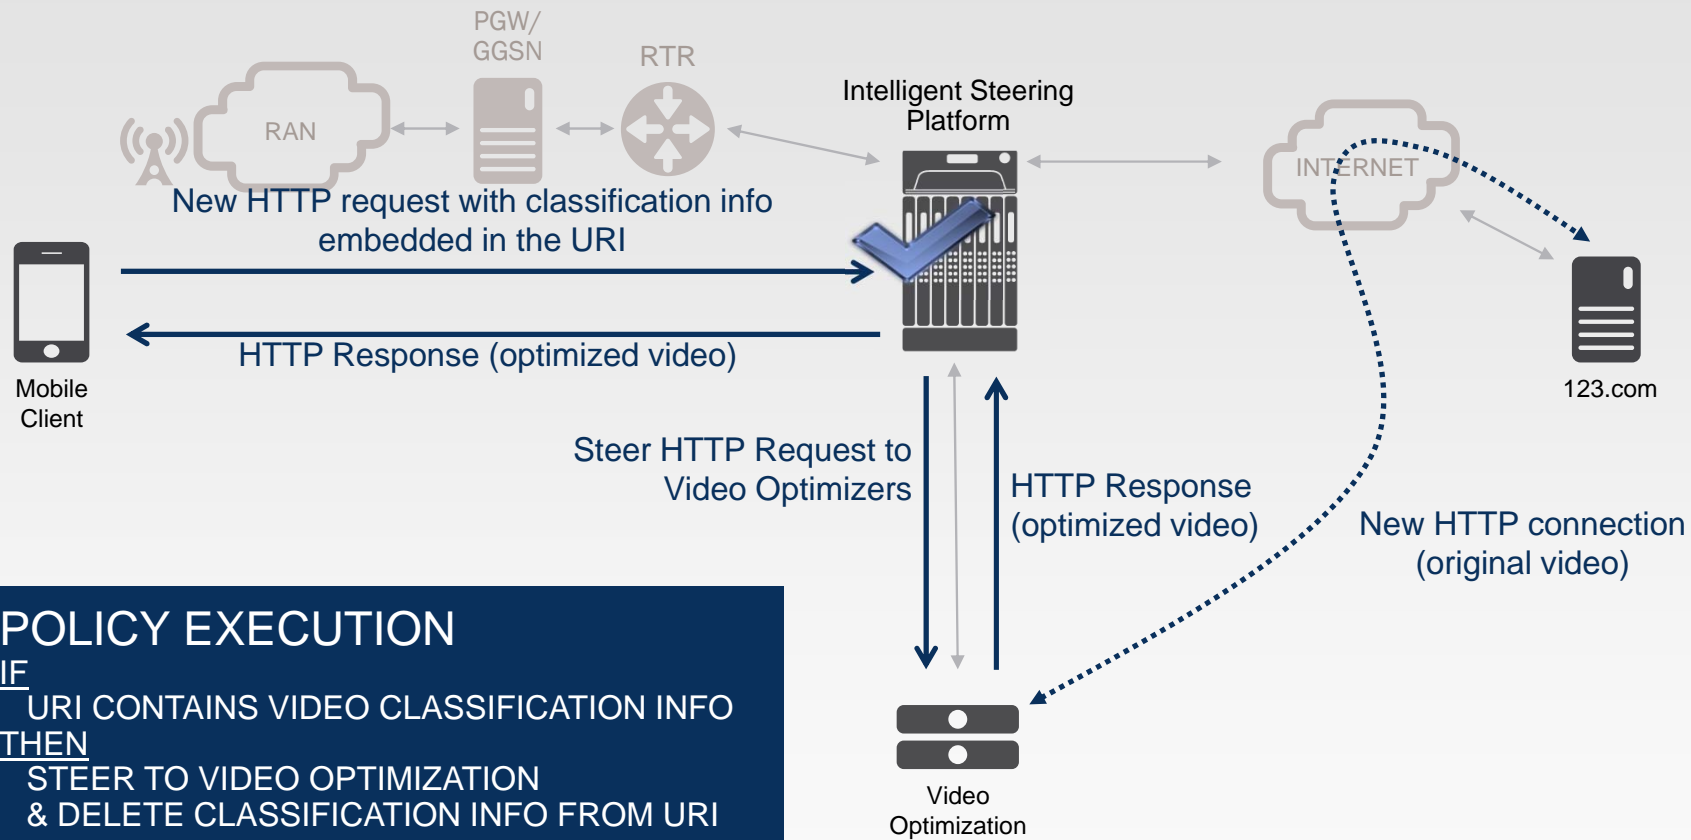 PGW/
GGSN
RTR
Intelligent Steering
Platform
RAN
INTERNET
New HTTP request with classification info
embedded in the URI
HTTP Response (optimized video)
Mobile
Client
123.com
Steer HTTP Request to
Video Optimizers
HTTP Response
(optimized video)
New HTTP connection
(original video)
POLICY EXECUTION
IF
URI CONTAINS VIDEO CLASSIFICATION INFO
THEN
STEER TO VIDEO OPTIMIZATION
& DELETE CLASSIFICATION INFO FROM URI
Video
Optimization